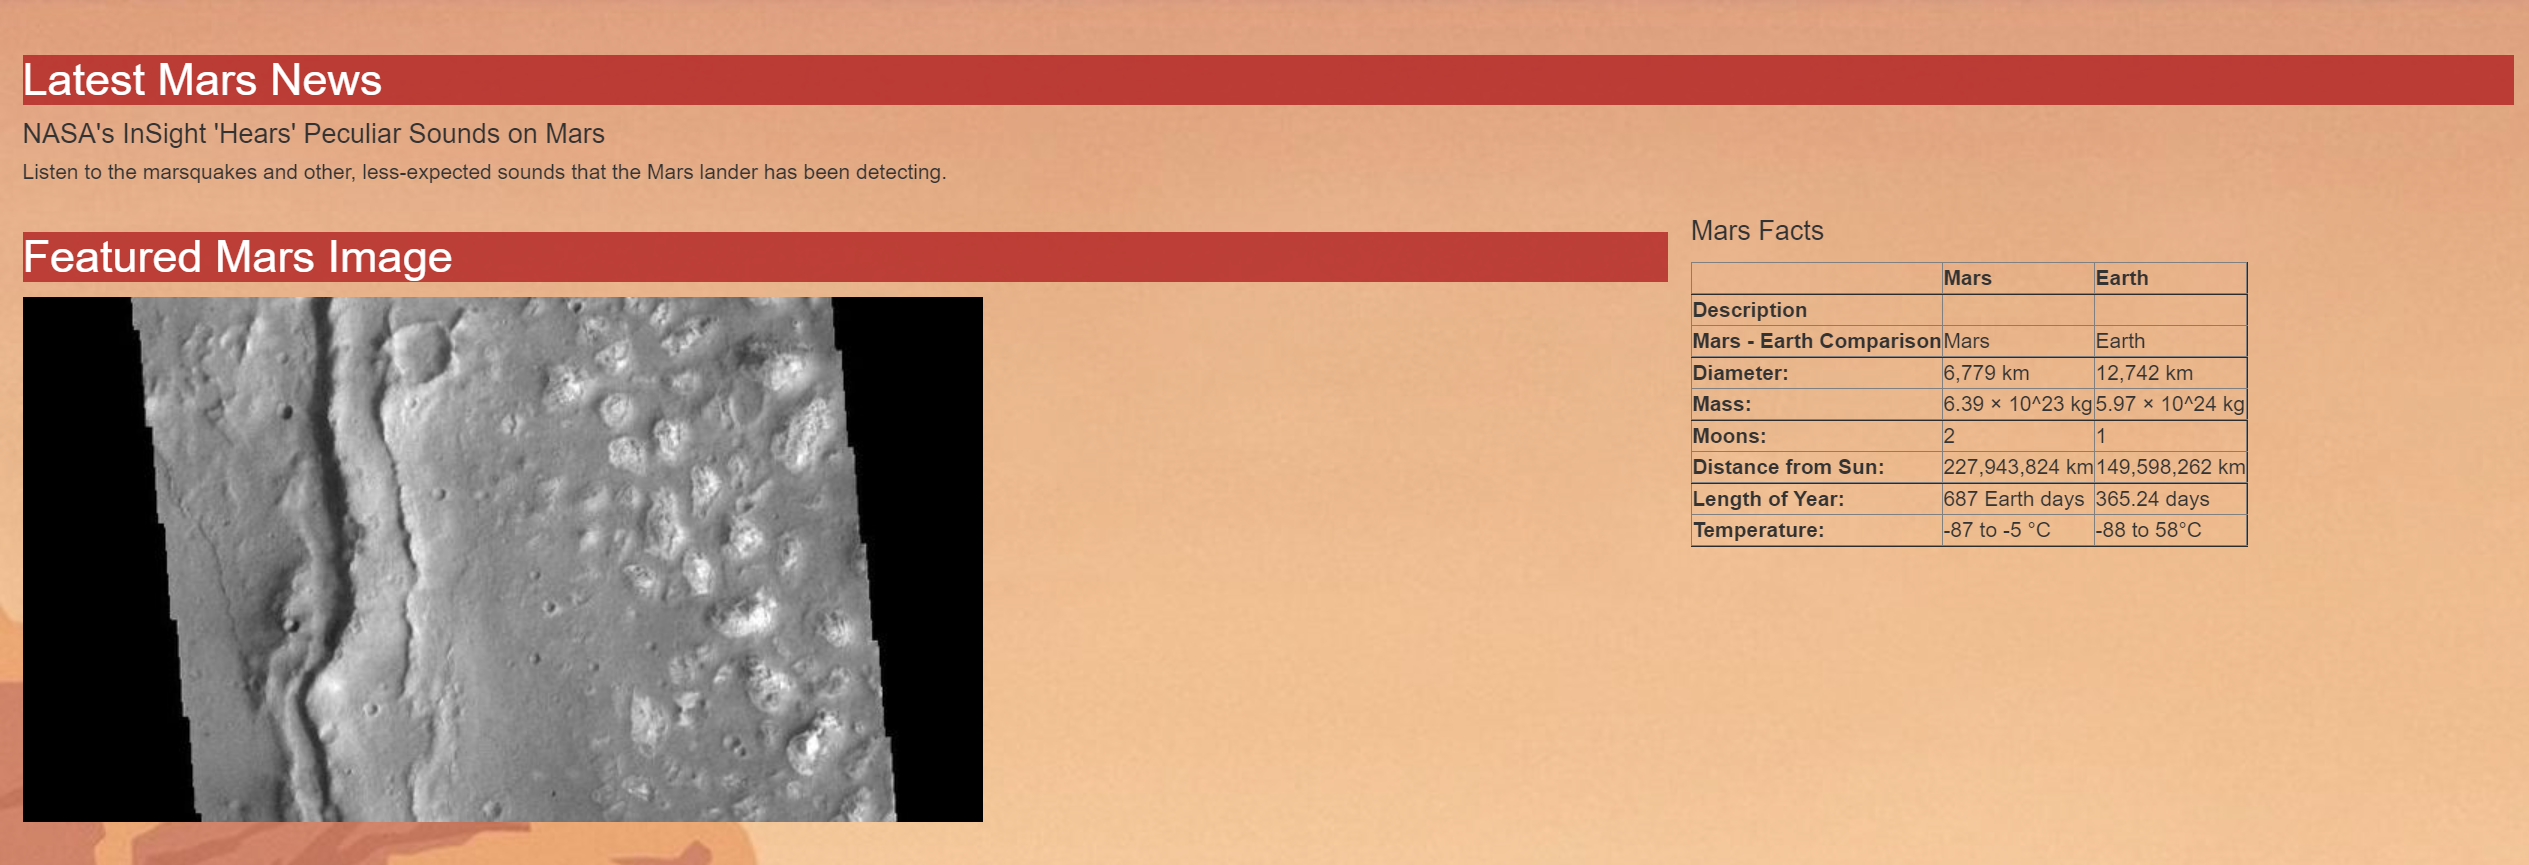 Latest Mars News
NASA's InSight 'Hears' Peculiar Sounds on Mars
Listen to the marsquakes and other, less-expected sounds that the Mars lander has been detecting.
Featured Mars Image
Mars Facts
Mars Earth
Description
Mars - Earth Comparison Mars Earth
Diameter: 6,779 km 12,742 km
Mass: 6.39 × 10^23 kg 5.97 × 10^24 kg
Moons: 2 1
Distance from Sun: 227,943,824 km 149,598,262 km
Length of Year: 687 Earth days 365.24 days
Temperature: -87 to -5 °C -88 to 58°C